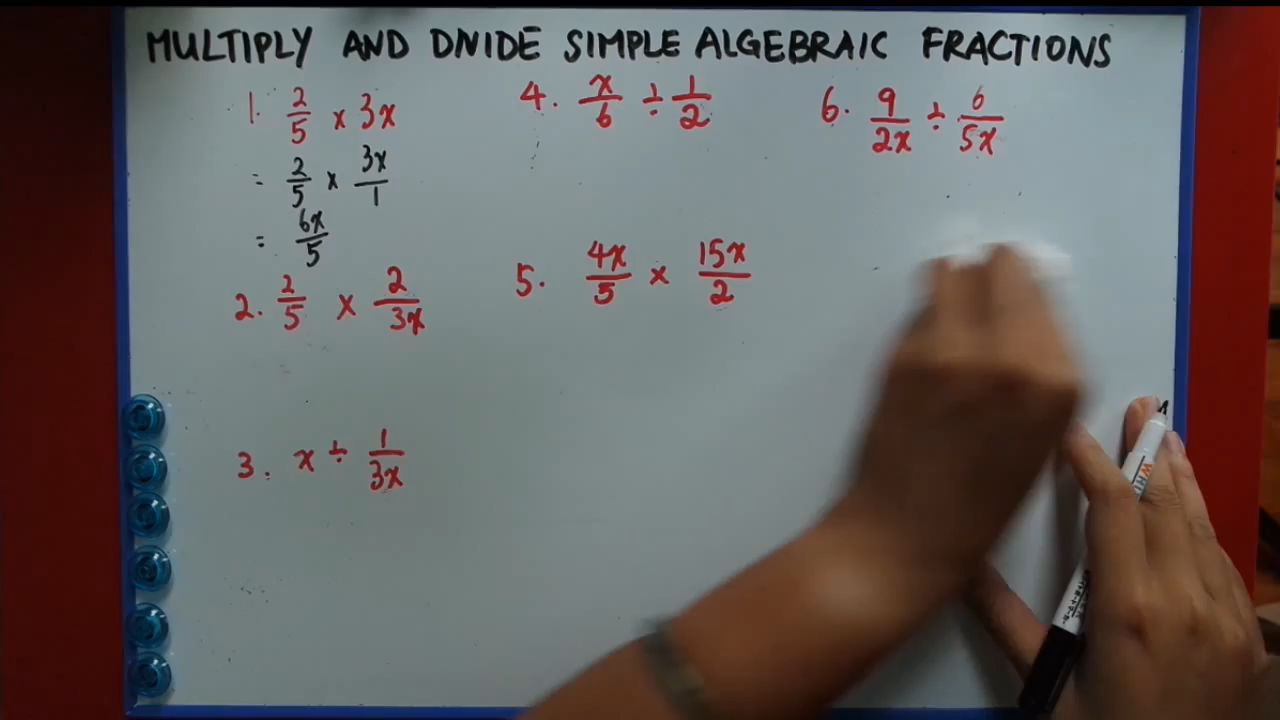 MULTIPLY AND DIVIDE SIMPLE ALGEBRAIC FRACTIONS
1. 2/5 x 3x
= 2/5 x 3x/1
= 6x/5
2. 2/5 x 2/3x
3. x ÷ 1/3x
4. x/6 ÷ 1/2
5. 4x/5 x 15x/2
6. 9/2x ÷ 6/5x